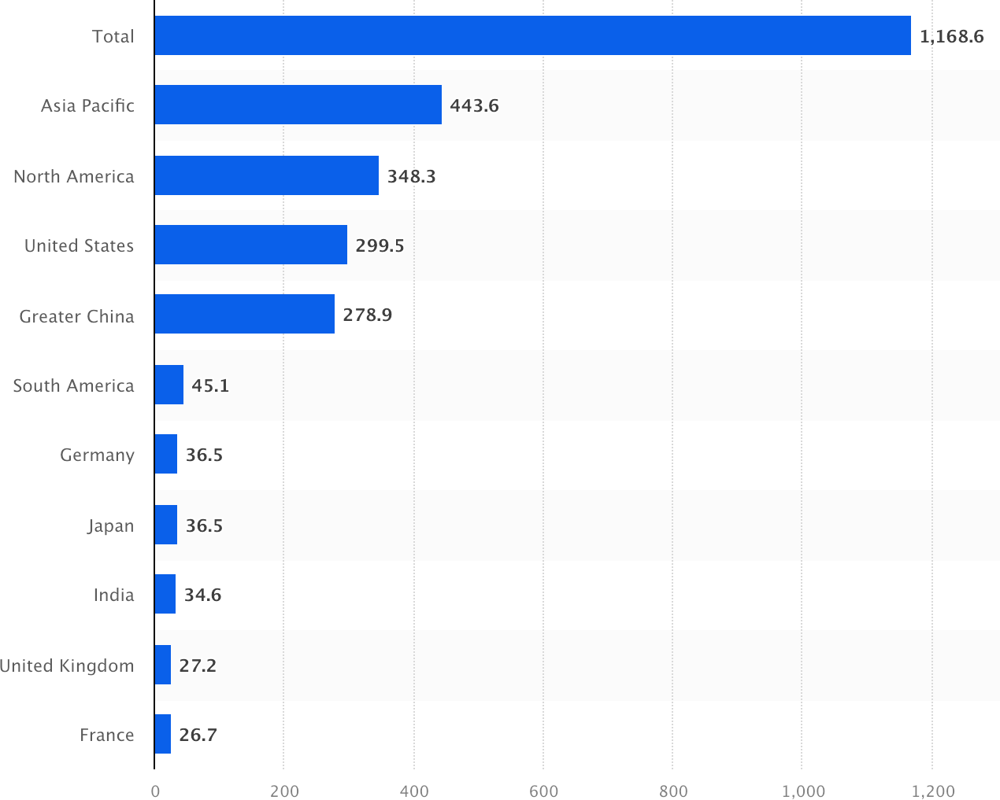 Total 1,168.6
Asia Pacific 443.6
North America 348.3
United States 299.5
Greater China 278.9
South America 45.1
Germany 36.5
Japan 36.5
India 34.6
United Kingdom 27.2
France 26.7
0 200 400 600 800 1,000 1,200